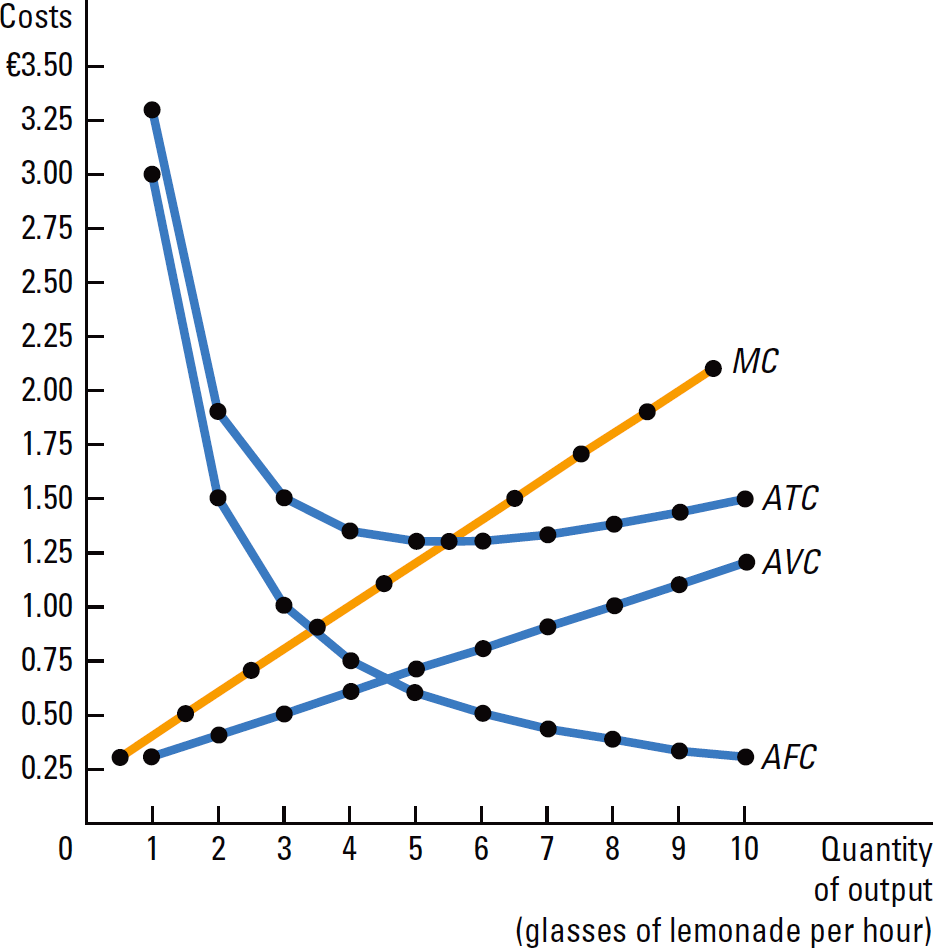 Costs
€3.50
3.25
3.00
2.75
2.50
2.25
2.00
1.75
1.50
1.25
1.00
0.75
0.50
0.25
MC
ATC
AVC
AFC
0 1 2 3 4 5 6 7 8 9 10 Quantity
of output
(glasses of lemonade per hour)